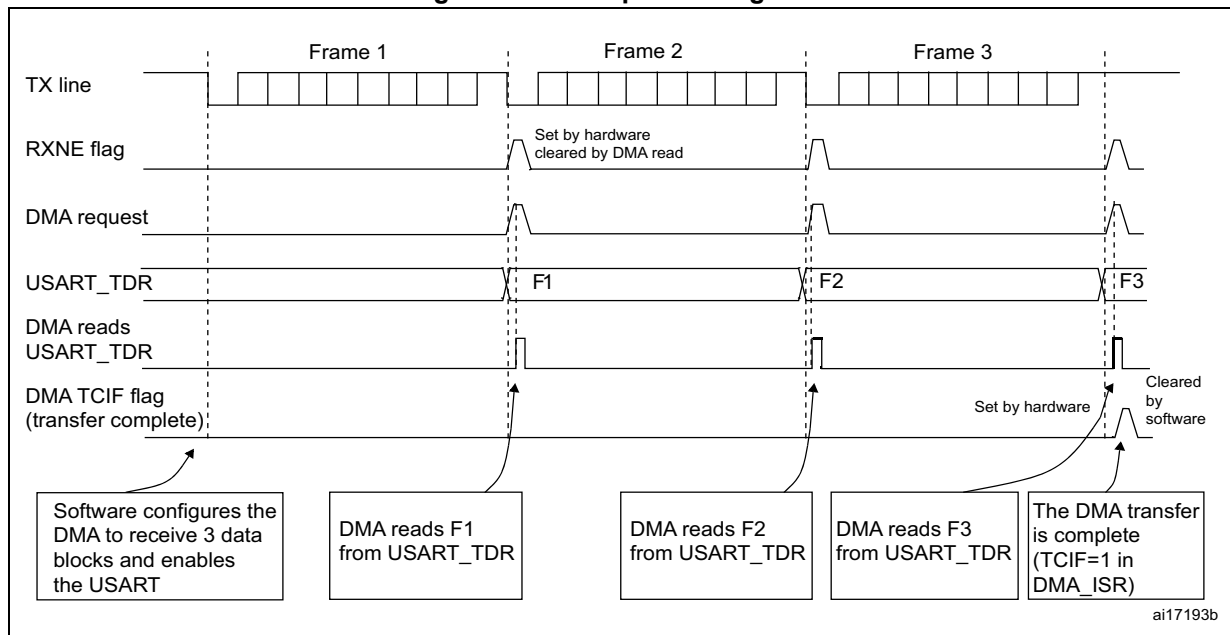 Frame 1
Frame 2
Frame 3
TX line
Set by hardware
cleared by DMA read
RXNE flag
DMA request
USART_TDR
F1
F2
F3
DMA reads
USART_TDR
DMA TCIF flag
(transfer complete)
Set by hardware
Cleared
by
software
Software configures the
DMA to receive 3 data
blocks and enables
the USART
DMA reads F1
from USART_TDR
DMA reads F2
from USART_TDR
DMA reads F3
from USART_TDR
The DMA transfer
is complete
(TCIF=1 in
DMA_ISR)
ai17193b